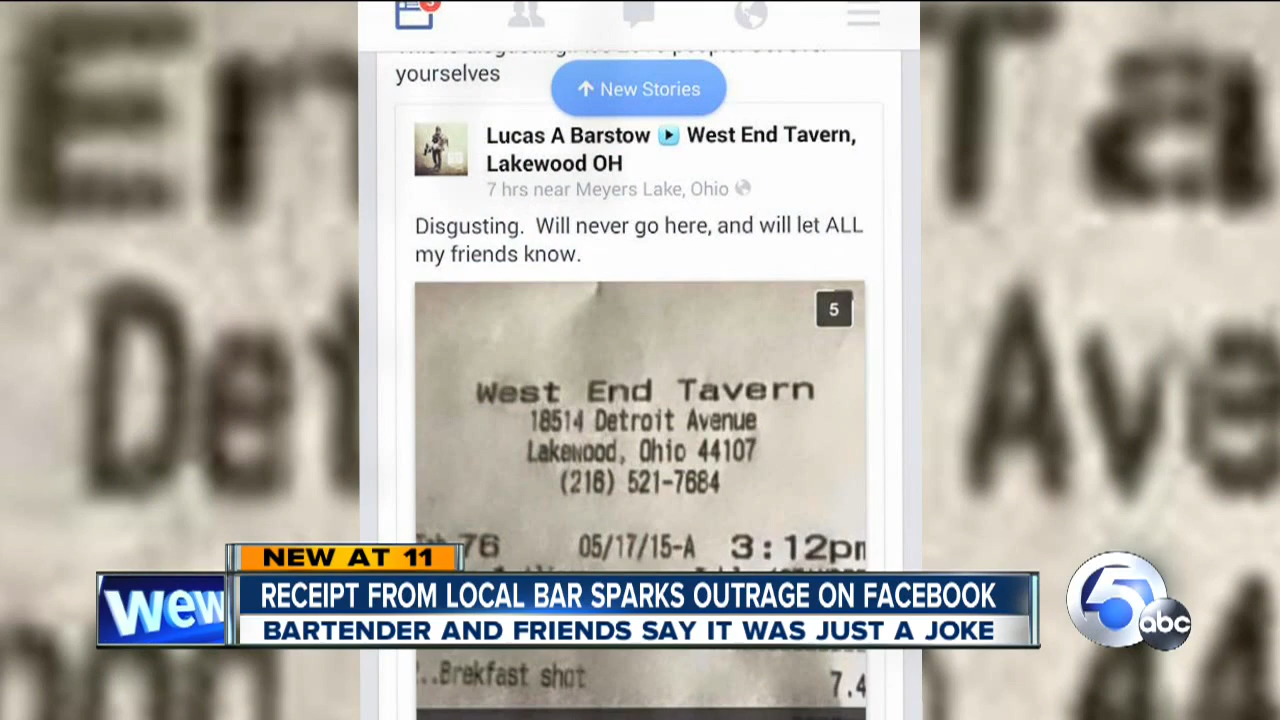 3
yourselves
New Stories
Lucas A Barstow West End Tavern,
Lakewood OH
7 hrs near Meyers Lake, Ohio
Disgusting. Will never go here, and will let ALL
my friends know.
5
West End Tavern
18514 Detroit Avenue
Lakewood, Ohio 44107
(216) 521-7684
76 05/17/15-A 3:12pm
NEW AT 11
wew
RECEIPT FROM LOCAL BAR SPARKS OUTRAGE ON FACEBOOK
BARTENDER AND FRIENDS SAY IT WAS JUST A JOKE
5
abc
..Brekfast shot 7.4